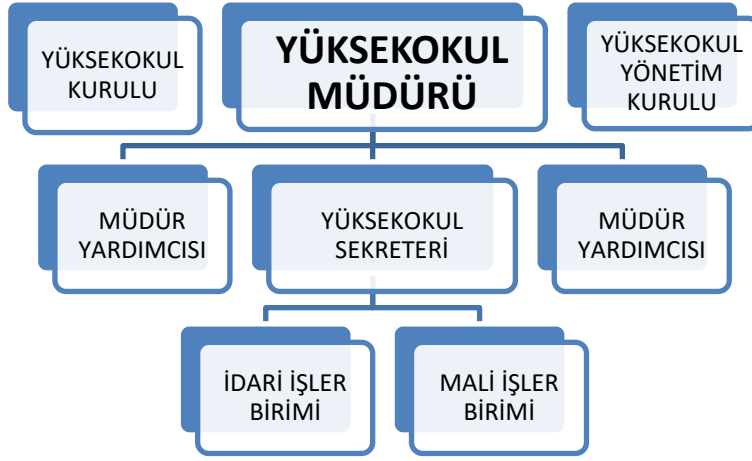 YÜKSEKOKUL
KURULU
YÜKSEKOKUL
MÜDÜRÜ
YÜKSEKOKUL
YÖNETİM
KURULU
MÜDÜR
YARDIMCISI
YÜKSEKOKUL
SEKRETERİ
MÜDÜR
YARDIMCISI
İDARİ İŞLER
BİRİMİ
MALİ İŞLER
BİRİMİ